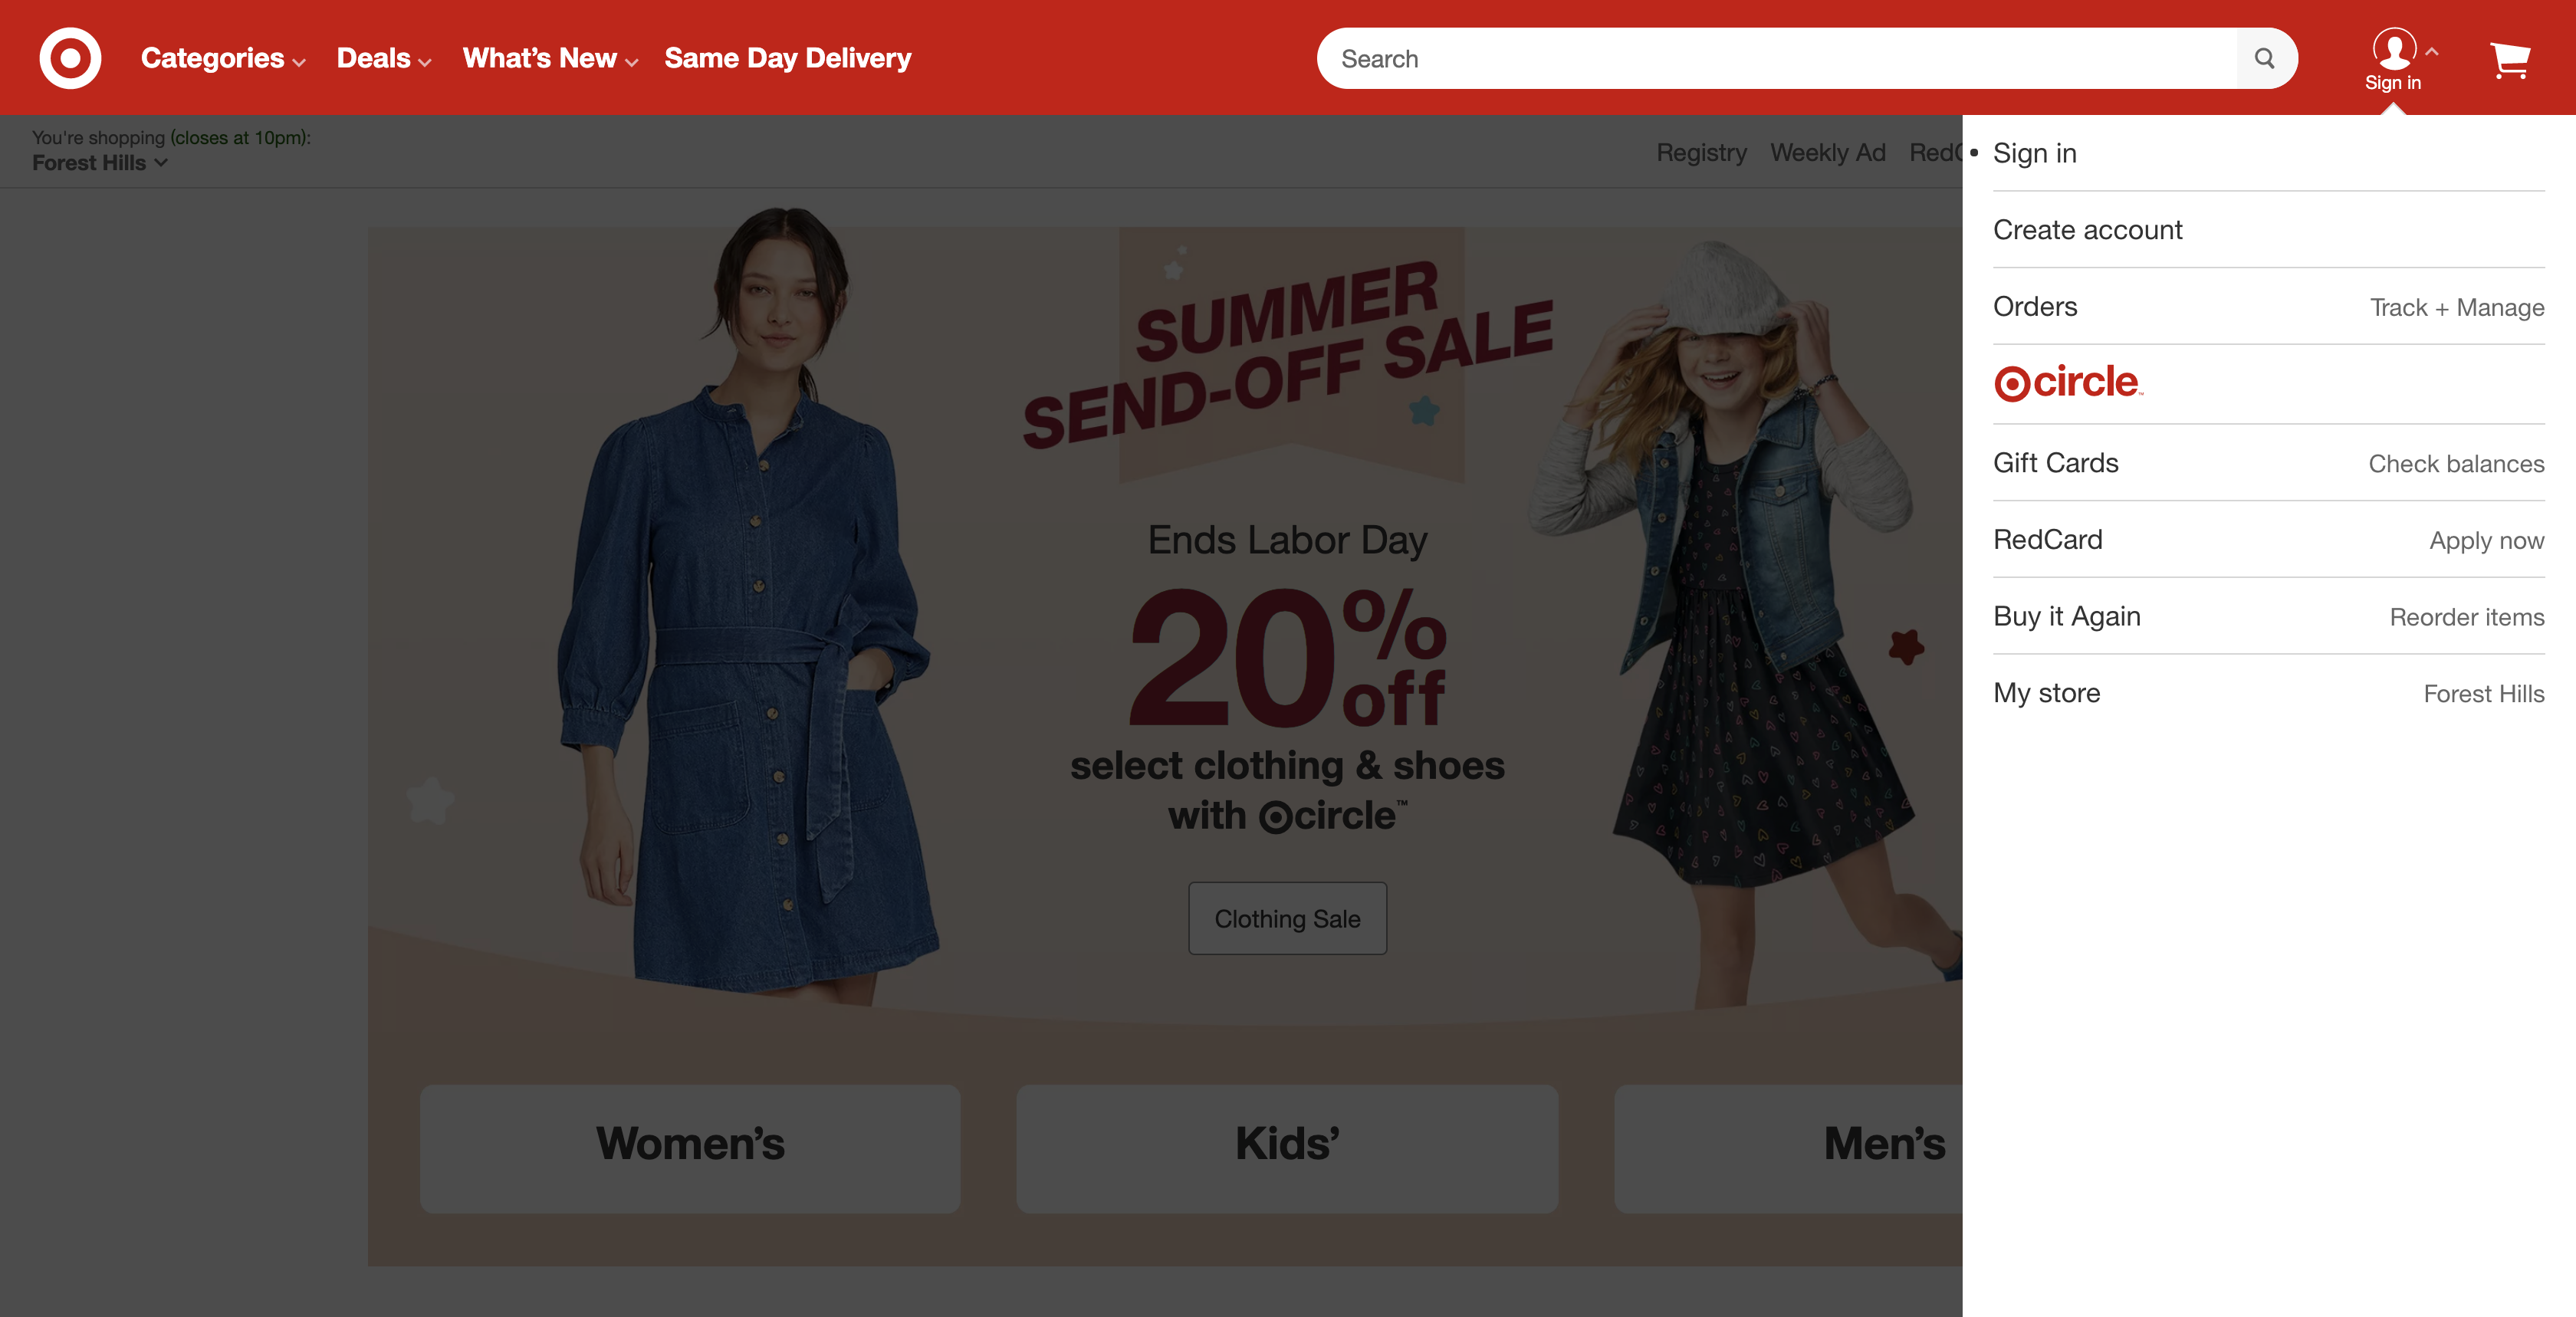 Categories
Deals
What's New
Same Day Delivery
Search
Sign in
You're shopping (closes at 10pm):
Forest Hills
Registry
Weekly Ad
SUMMER
SEND-OFF SALE
Ends Labor Day
20% off
select clothing & shoes
with circle™
Clothing Sale
Women's
Kids'
Men's
• Sign in
Create account
Orders Track + Manage
circle™
Gift Cards Check balances
RedCard Apply now
Buy it Again Reorder items
My store Forest Hills